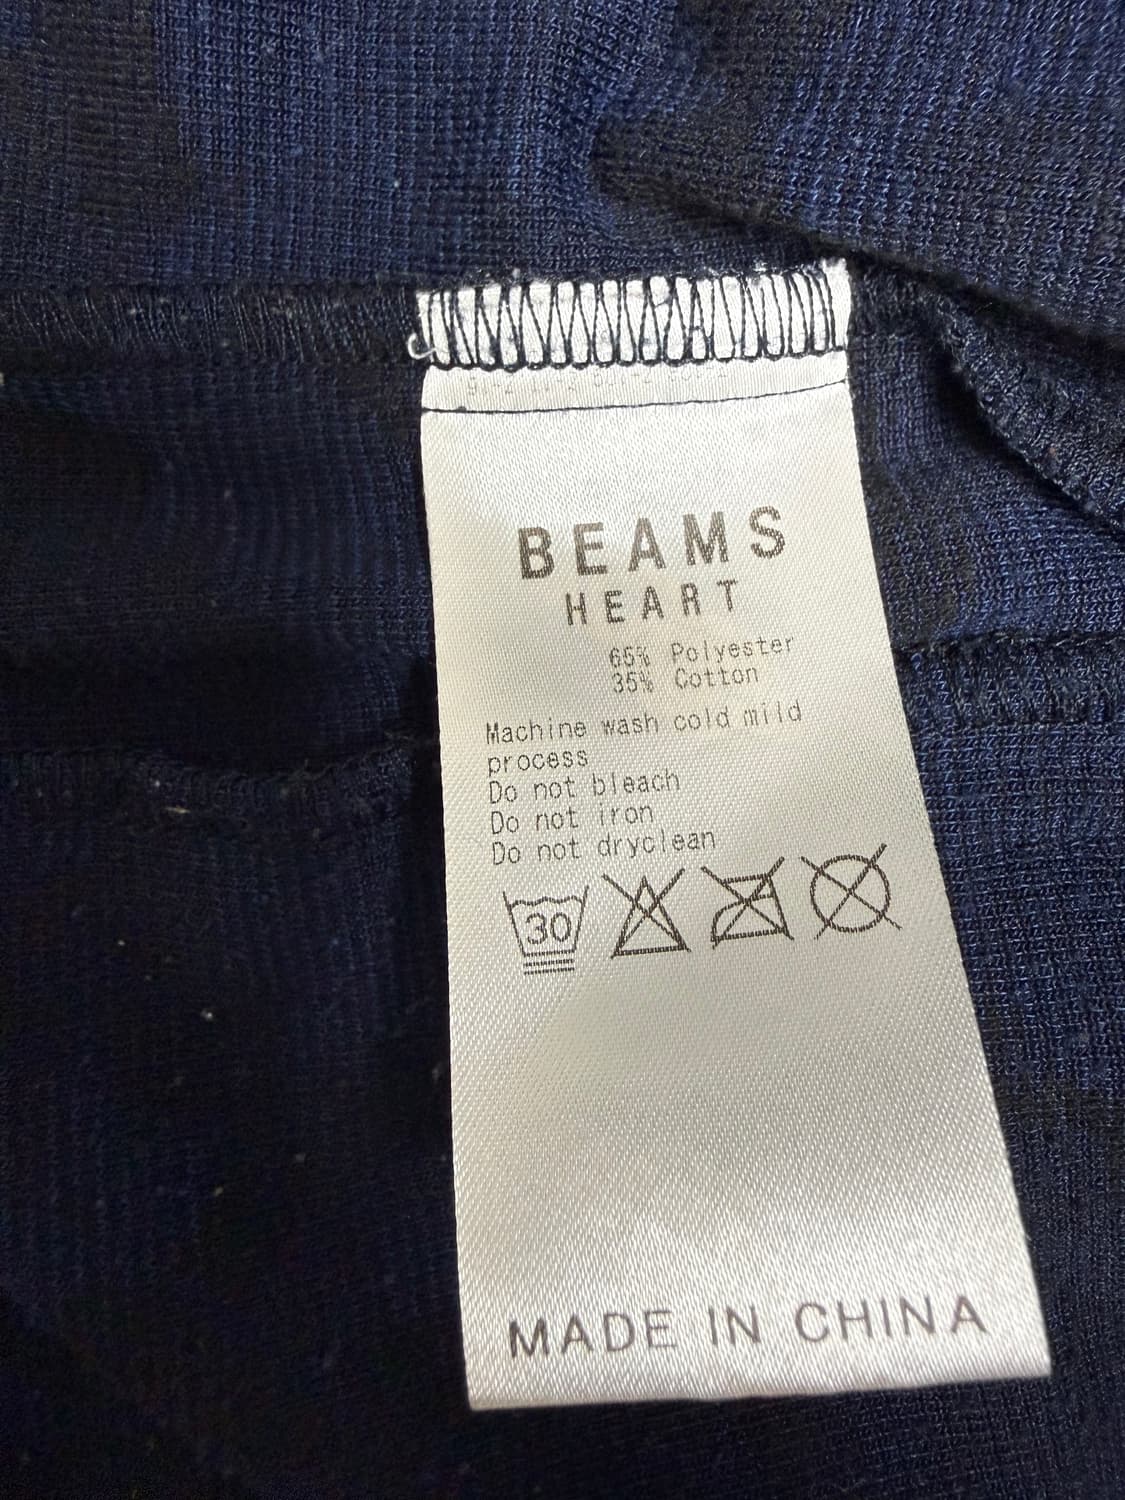 BEAMS
HEART
65% Polyester
35% Cotton
Machine wash cold mild
process
Do not bleach
Do not iron
Do not dryclean
30
MADE IN CHINA